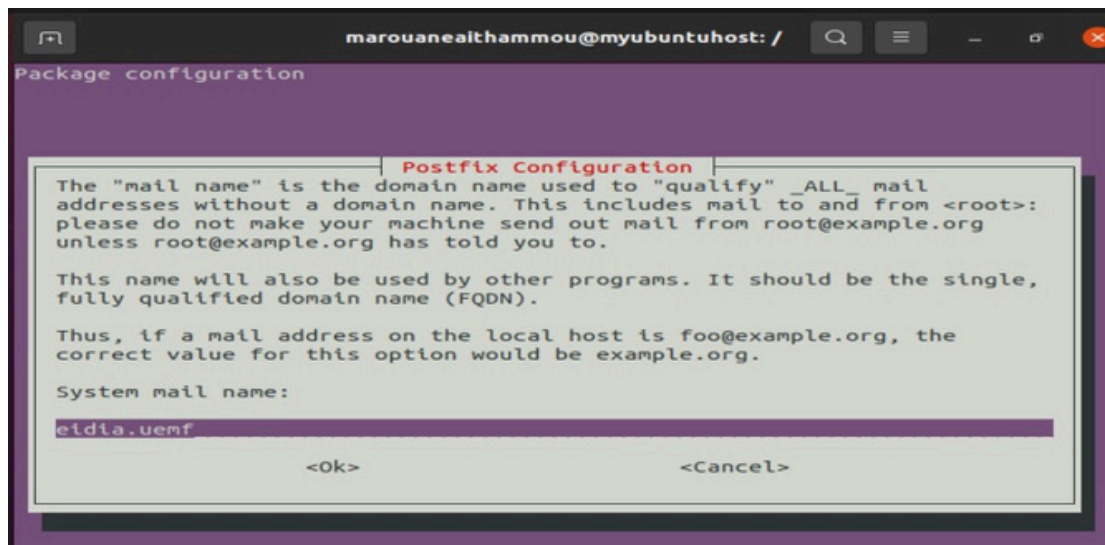 marouaneaithammou@myubuntuhost: /
Package configuration
Postfix Configuration
The "mail name" is the domain name used to "qualify" _ALL_ mail
addresses without a domain name. This includes mail to and from <root>:
please do not make your machine send out mail from root@example.org
unless root@example.org has told you to.
This name will also be used by other programs. It should be the single,
fully qualified domain name (FQDN).
Thus, if a mail address on the local host is foo@example.org, the
correct value for this option would be example.org.
System mail name:
eidia.uemf
<Ok> <Cancel>